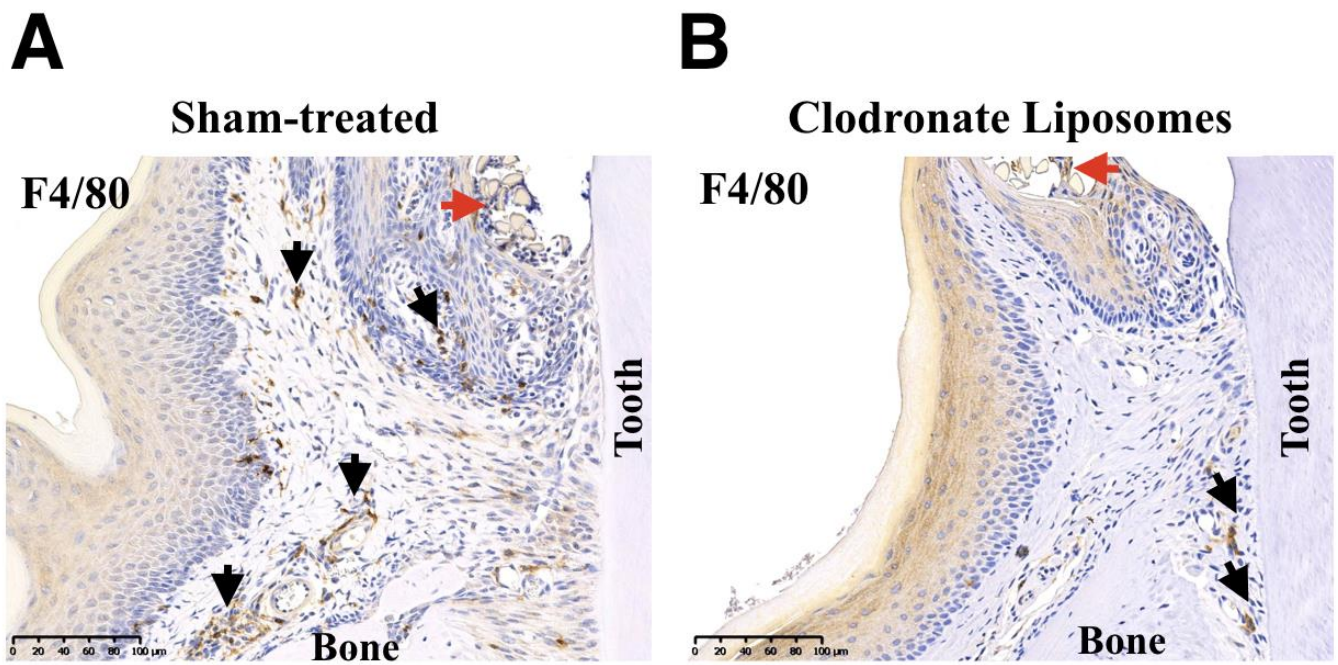 A
B
Sham-treated
Clodronate Liposomes
F4/80
F4/80
Tooth
Tooth
Bone
Bone
0 20 40 60 80 100 µm
0 20 40 60 80 100 µm